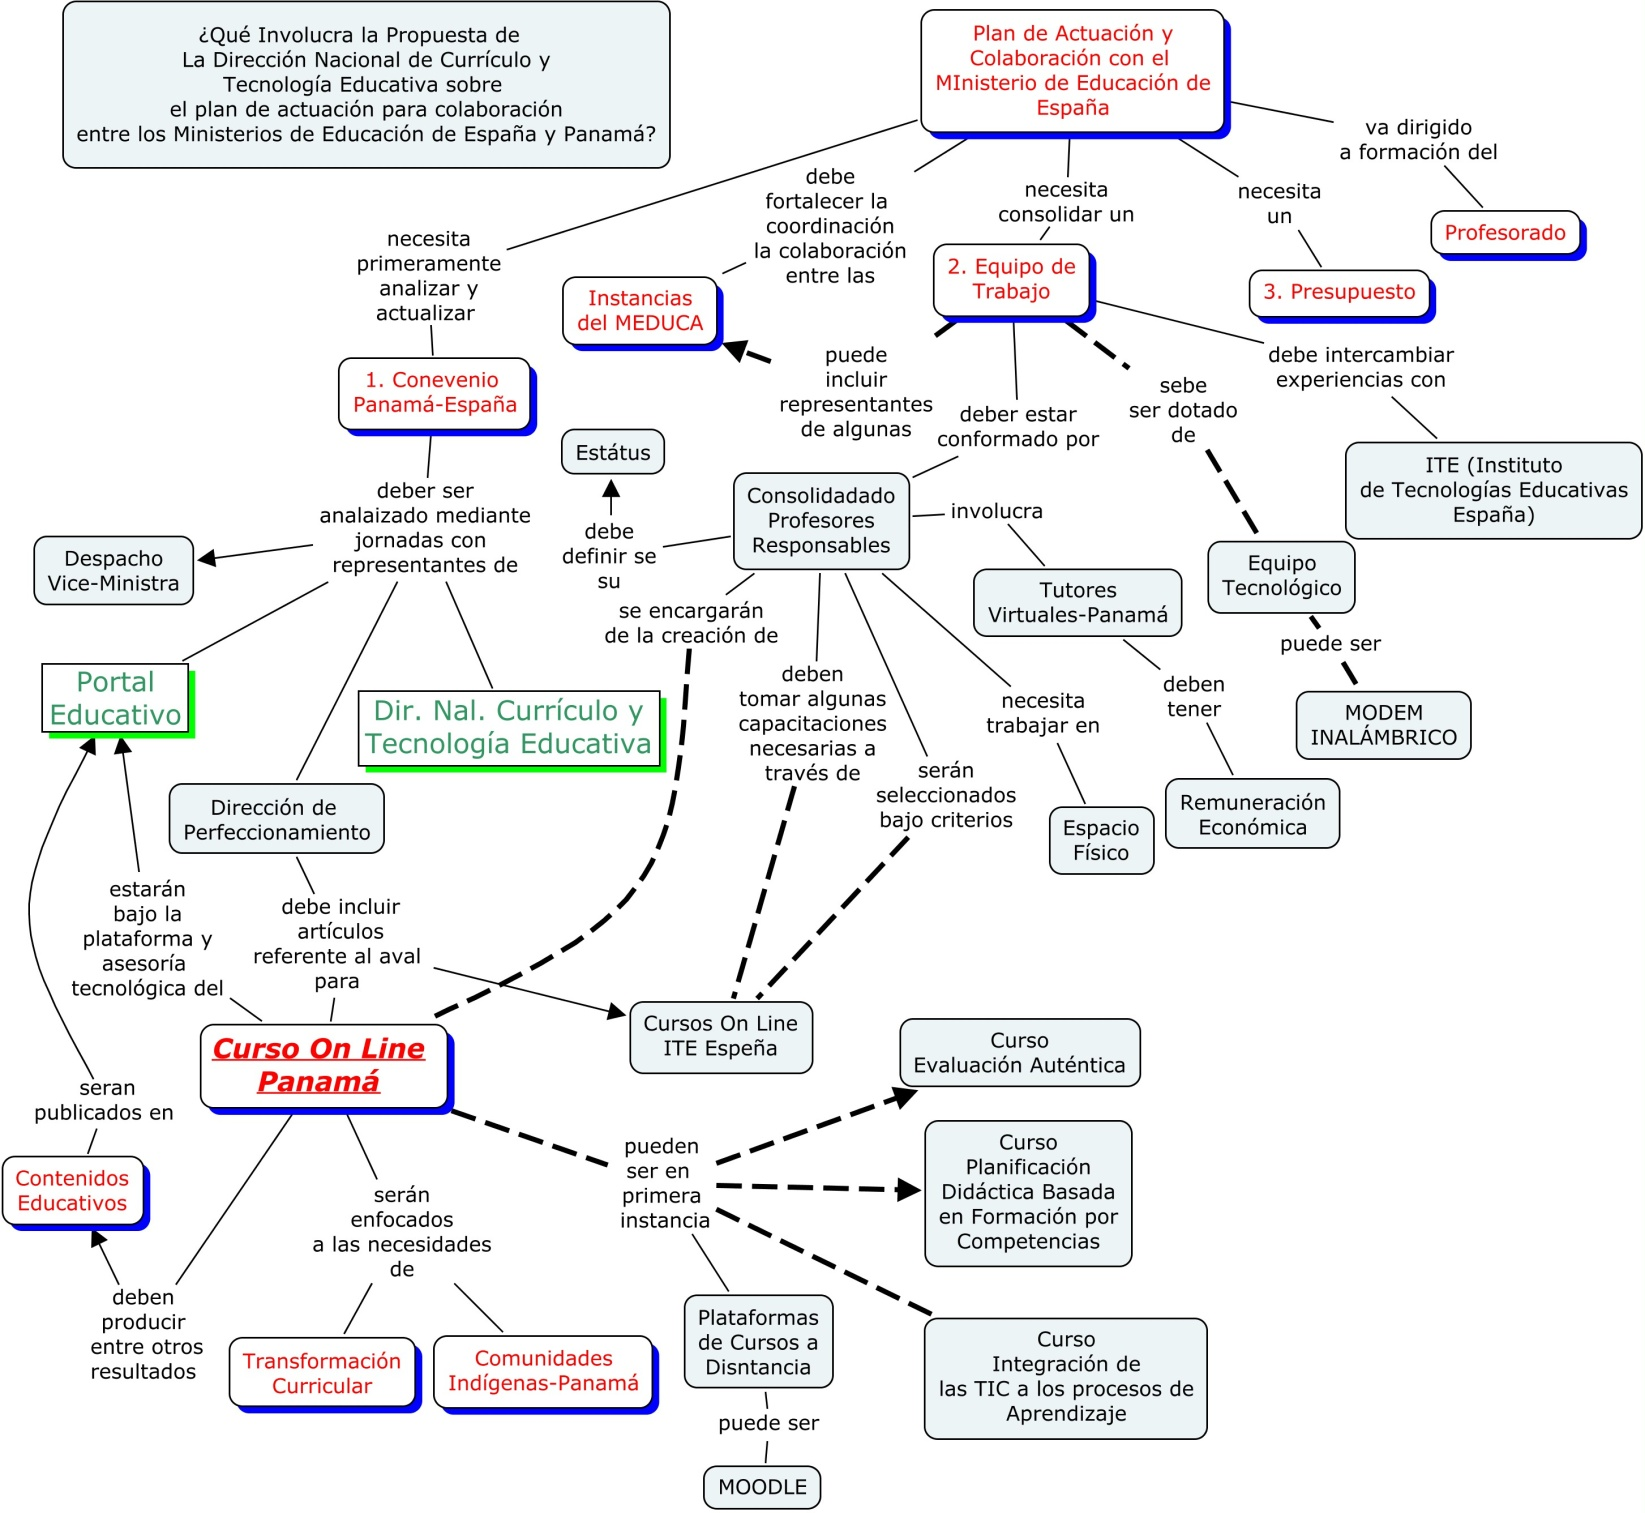 ¿Qué Involucra la Propuesta de
La Dirección Nacional de Currículo y
Tecnología Educativa sobre
el plan de actuación para colaboración
entre los Ministerios de Educación de España y Panamá?
Plan de Actuación y
Colaboración con el
MInisterio de Educación de
España
va dirigido
a formación del
Profesorado
necesita
un
3. Presupuesto
necesita
consolidar un
2. Equipo de
Trabajo
debe
fortalecer la
coordinación
la colaboración
entre las
Instancias
del MEDUCA
necesita
primeramente
analizar y
actualizar
1. Conevenio
Panamá-España
puede
incluir
representantes
de algunas
deber estar
conformado por
sebe
ser dotado
de
debe intercambiar
experiencias con
ITE (Instituto
de Tecnologías Educativas
España)
Estátus
debe
definir se
su
Consolidadado
Profesores
Responsables
involucra
Tutores
Virtuales-Panamá
Equipo
Tecnológico
puede ser
MODEM
INALÁMBRICO
deber ser
analaizado mediante
jornadas con
representantes de
Despacho
Vice-Ministra
Portal
Educativo
Dir. Nal. Currículo y
Tecnología Educativa
se encargarán
de la creación de
deben
tomar algunas
capacitaciones
necesarias a
través de
serán
seleccionados
bajo criterios
necesita
trabajar en
Espacio
Físico
deben
tener
Remuneración
Económica
Dirección de
Perfeccionamiento
estarán
bajo la
plataforma y
asesoría
tecnológica del
debe incluir
artículos
referente al aval
para
Curso On Line
Panamá
Cursos On Line
ITE Espeña
Curso
Evaluación Auténtica
seran
publicados en
Contenidos
Educativos
pueden
ser en
primera
instancia
Curso
Planificación
Didáctica Basada
en Formación por
Competencias
serán
enfocados
a las necesidades
de
deben
producir
entre otros
resultados
Transformación
Curricular
Comunidades
Indígenas-Panamá
Plataformas
de Cursos a
Disntancia
Curso
Integración de
las TIC a los procesos de
Aprendizaje
puede ser
MOODLE